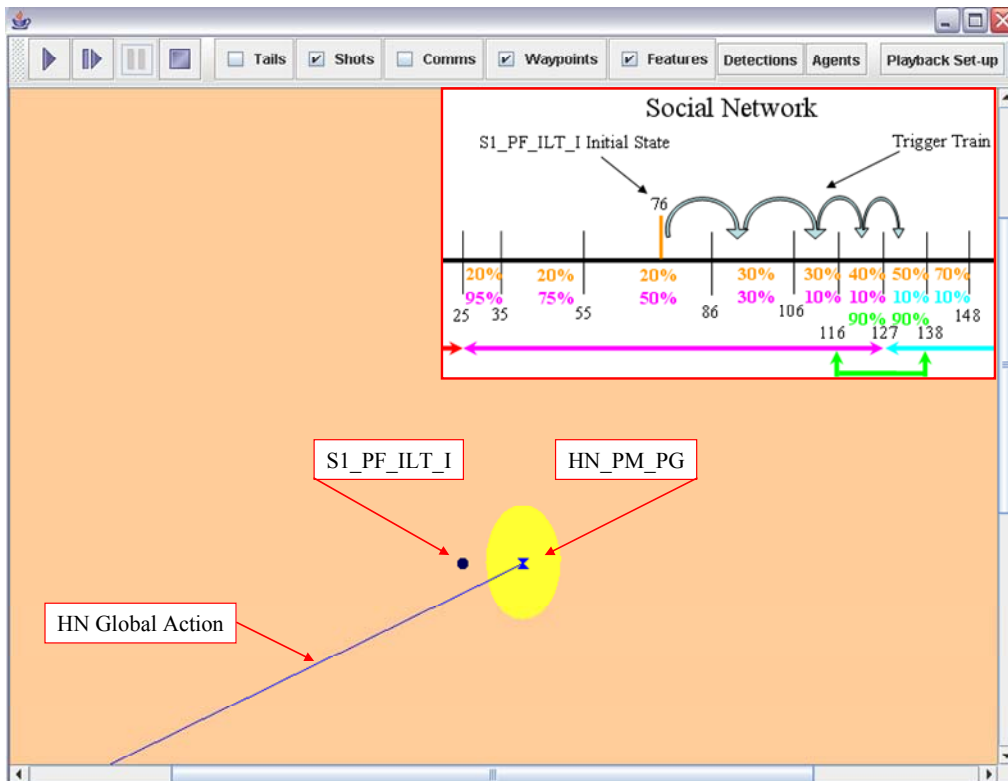 Tails Shots Comms Waypoints Features Detections Agents Playback Set-up
Social Network
S1_PF_ILT_I Initial State Trigger Train
76
20% 20% 20% 30% 30% 40% 50% 70%
95% 75% 50% 30% 10% 10% 10% 10%
25 35 55 86 106 90% 90% 148
116 127 138
S1_PF_ILT_I HN_PM_PG
HN Global Action